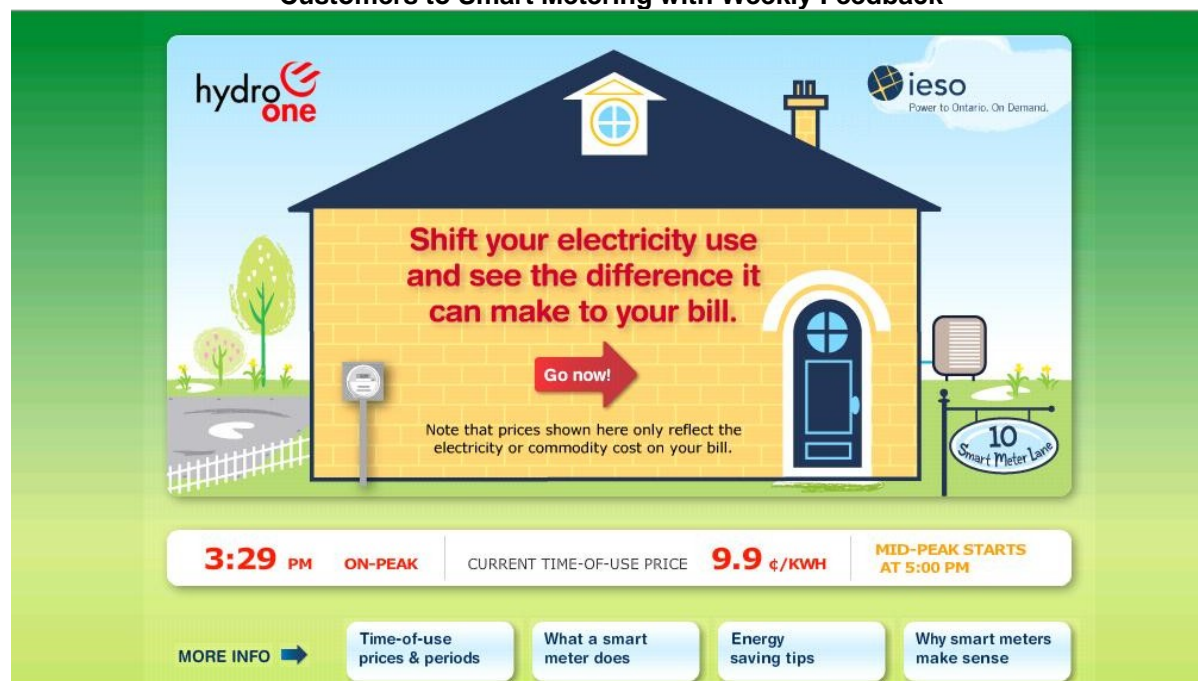 Customers to Smart Metering with Weekly Feedback
hydro
one
ieso
Power to Ontario. On Demand.
Shift your electricity use
and see the difference it
can make to your bill.
Go now!
Note that prices shown here only reflect the
electricity or commodity cost on your bill.
10
Smart Meter Lane
3:29 PM ON-PEAK CURRENT TIME-OF-USE PRICE 9.9 ¢/KWH
MID-PEAK STARTS
AT 5:00 PM
MORE INFO
Time-of-use
prices & periods
What a smart
meter does
Energy
saving tips
Why smart meters
make sense